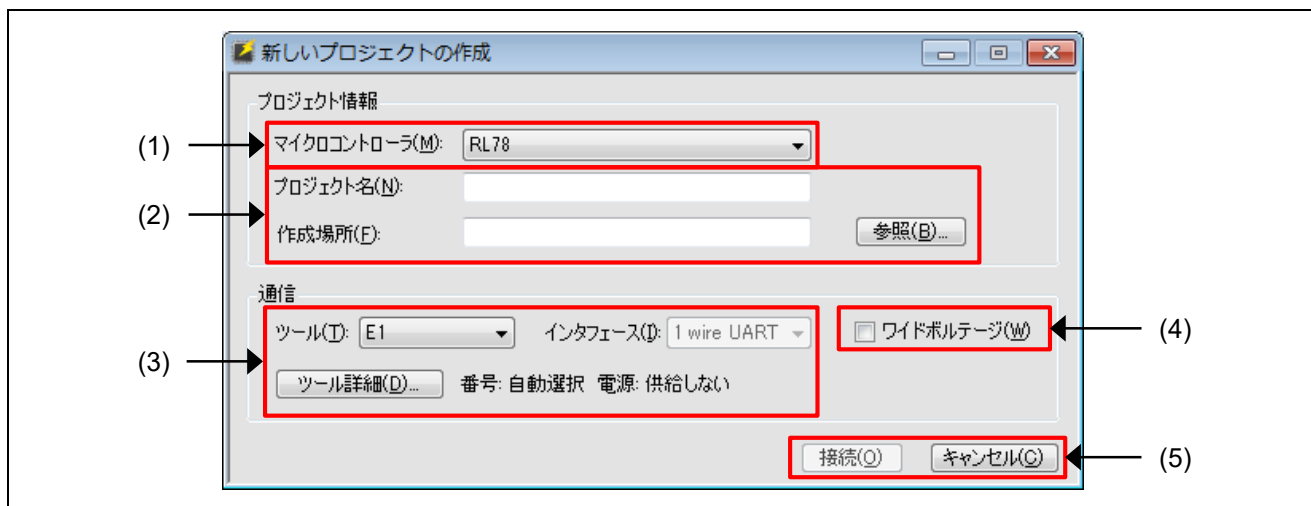 新しいプロジェクトの作成
プロジェクト情報
(1) マイクロコントローラ(M): RL78
プロジェクト名(N):
(2)
作成場所(F): 参照(B)...
通信
ツール(T): E1 インタフェース(I): 1 wire UART ワイドボルテージ(W) (4)
(3)
ツール詳細(D)... 番号: 自動選択 電源: 供給しない
接続(O) キャンセル(C) (5)